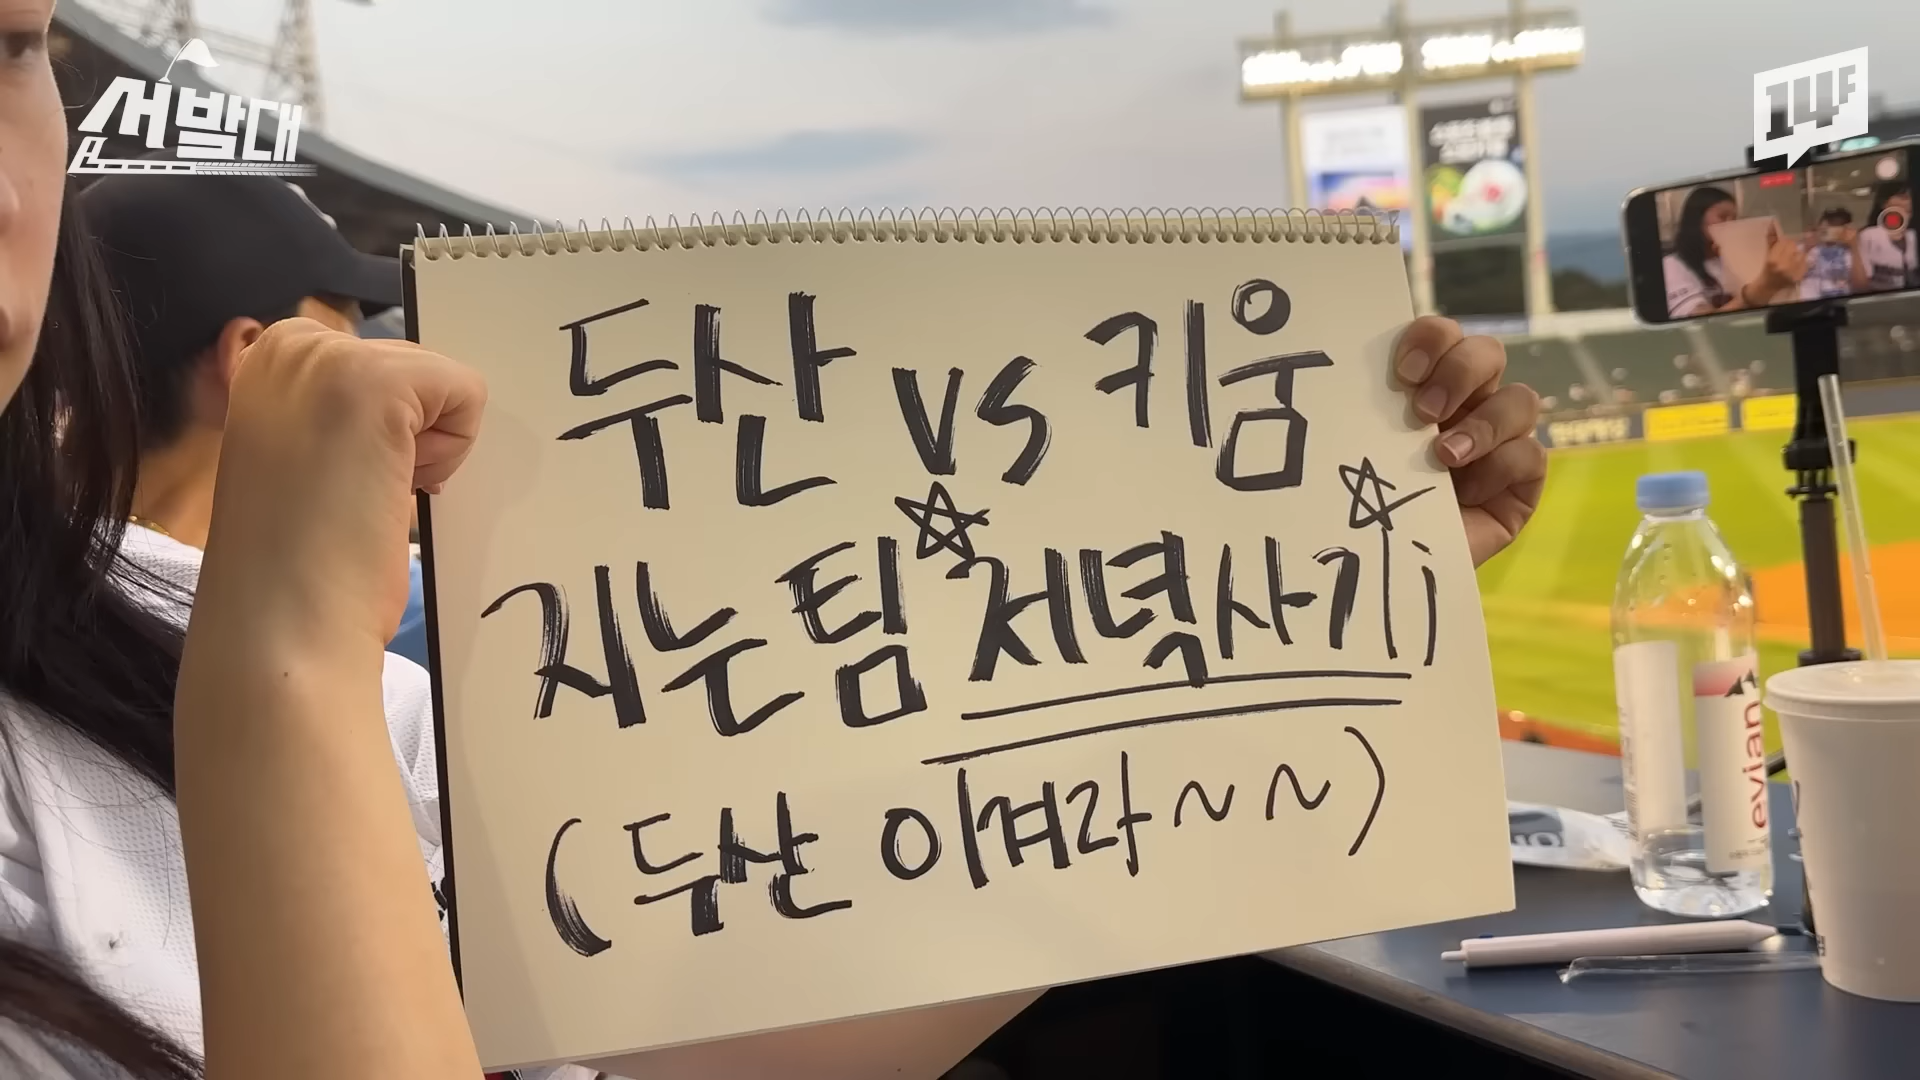 선발대
14F
두산 vs 키움
지는팀 저녁사기!
(두산 이겨라~~)
evian